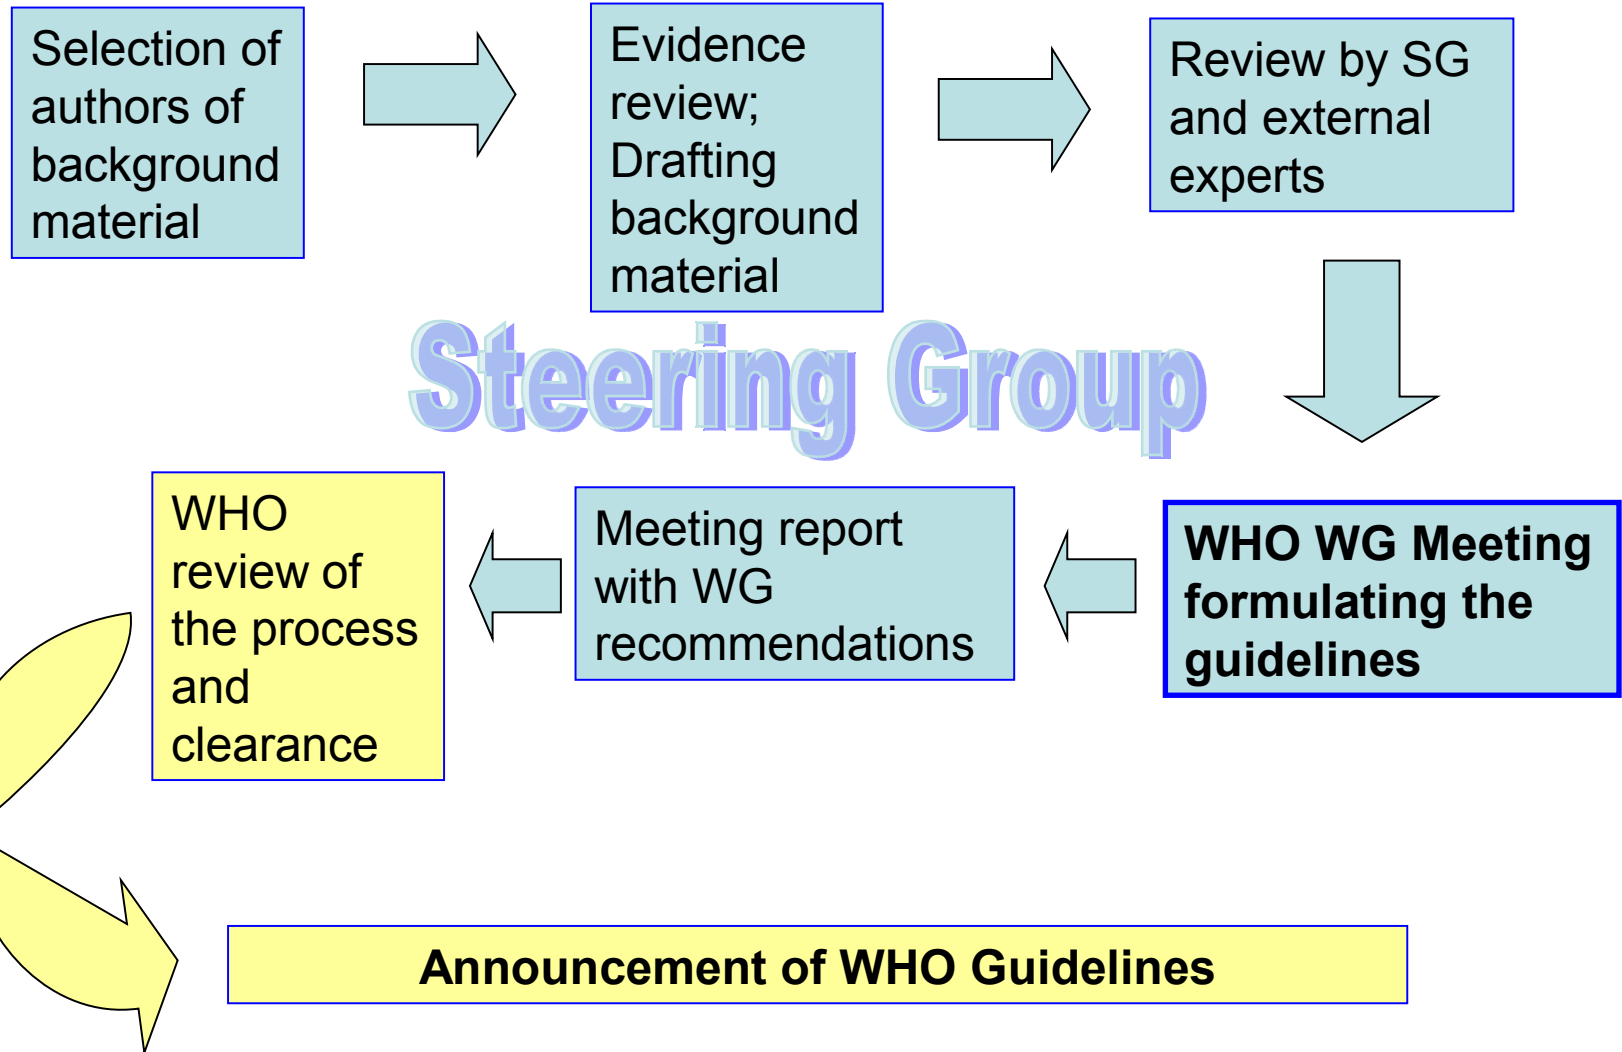 Selection of
authors of
background
material
Evidence
review;
Drafting
background
material
Review by SG
and external
experts
Steering Group
WHO
review of
the process
and
clearance
Meeting report
with WG
recommendations
WHO WG Meeting
formulating the
guidelines
Announcement of WHO Guidelines